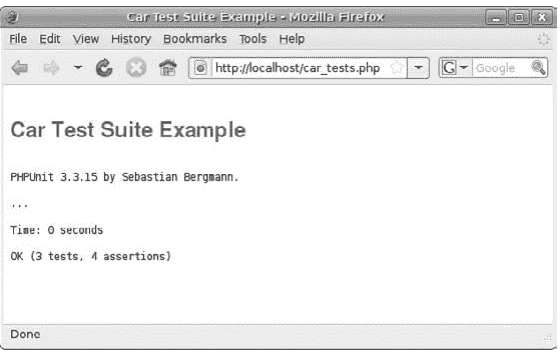 Car Test Suite Example - Mozilla Firefox
File Edit View History Bookmarks Tools Help
http://localhost/car_tests.php G Google
Car Test Suite Example
PHPUnit 3.3.15 by Sebastian Bergmann.
...
Time: 0 seconds
OK (3 tests, 4 assertions)
Done